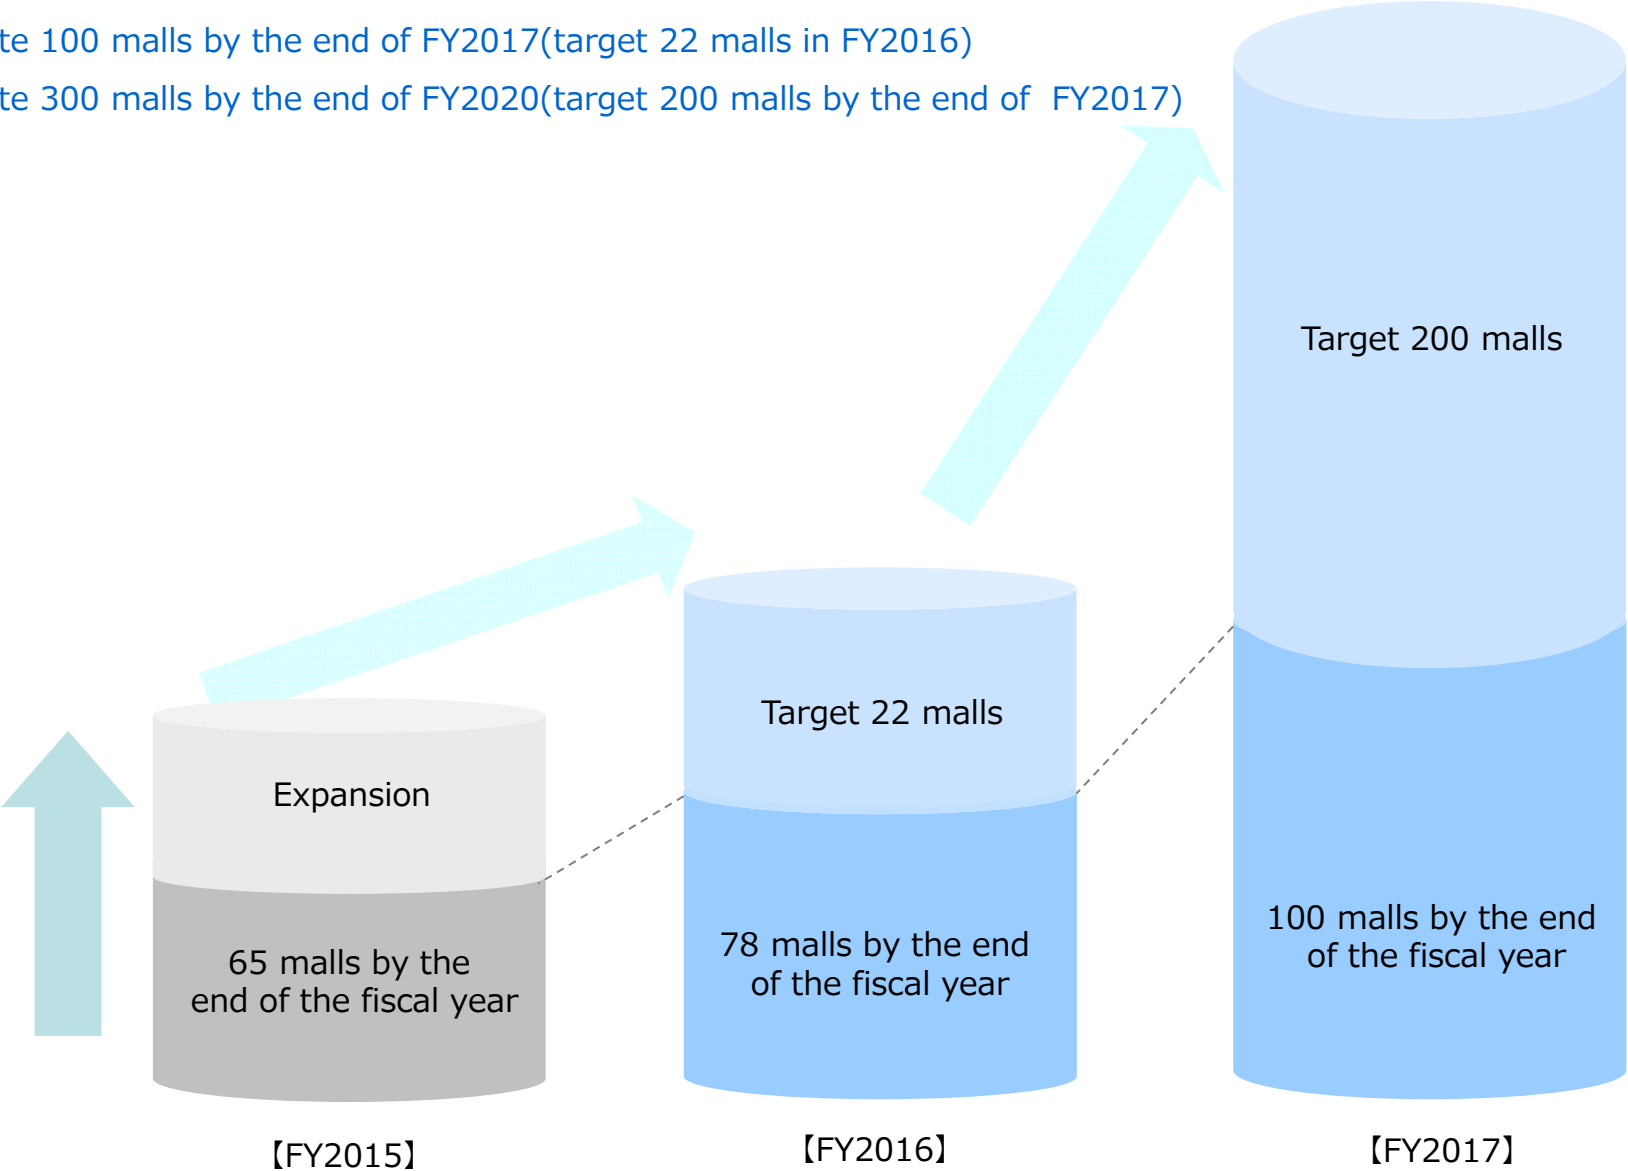 te 100 malls by the end of FY2017(target 22 malls in FY2016)
te 300 malls by the end of FY2020(target 200 malls by the end of  FY2017)
Target 200 malls
Target 22 malls
Expansion
100 malls by the end
of the fiscal year
78 malls by the end
of the fiscal year
65 malls by the
end of the fiscal year
【FY2015】
【FY2016】
【FY2017】